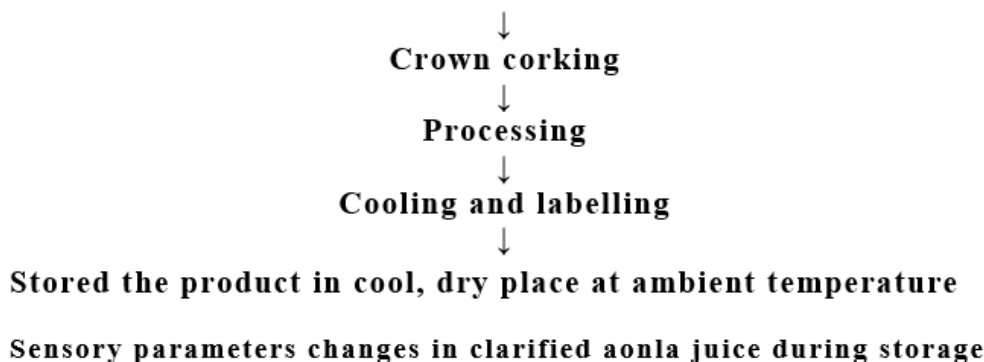 ↓
Crown corking
↓
Processing
↓
Cooling and labelling
↓
Stored the product in cool, dry place at ambient temperature
Sensory parameters changes in clarified aonla juice during storage